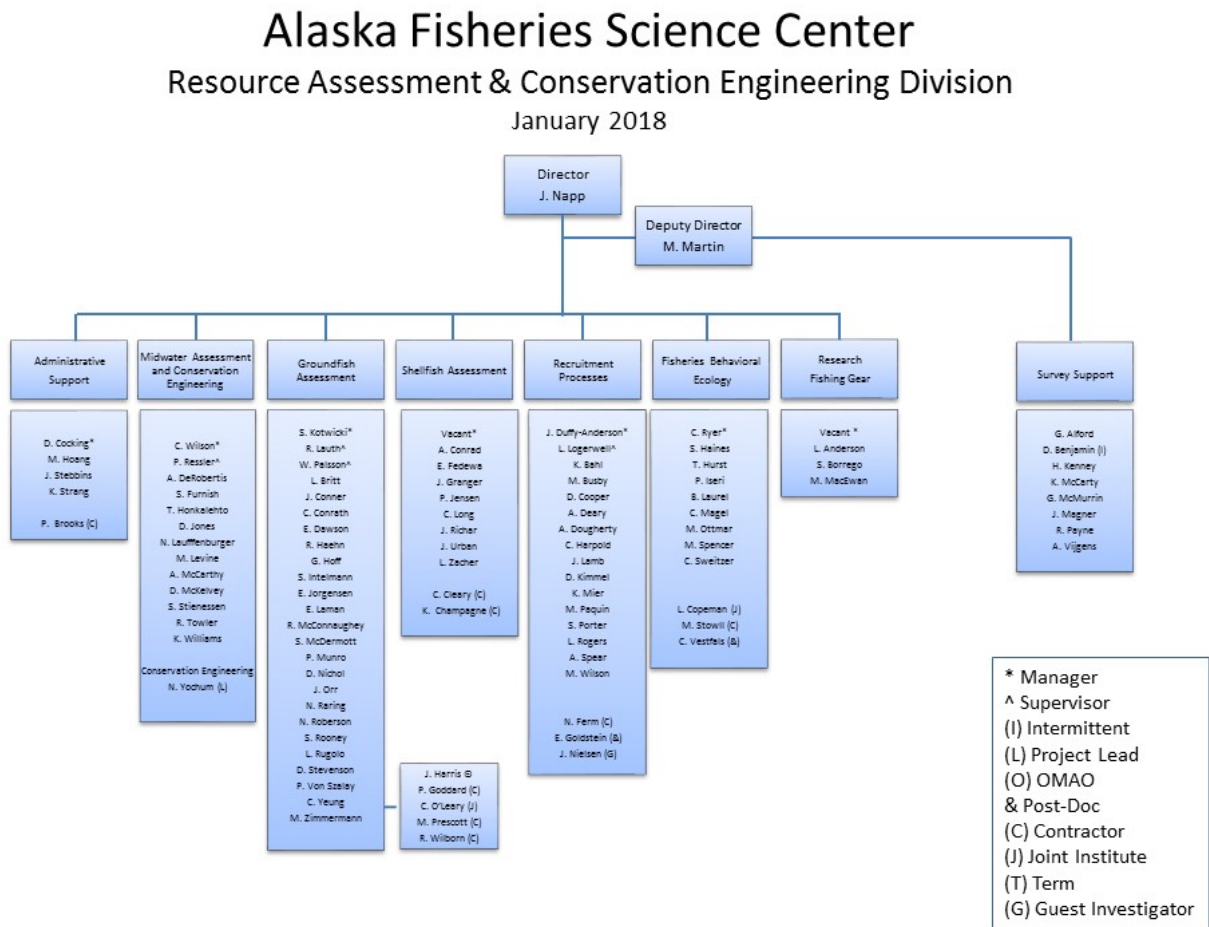 Alaska Fisheries Science Center
Resource Assessment & Conservation Engineering Division
January 2018
Director
J. Napp
Deputy Director
M. Martin
Administrative
Support
D. Cocking*
M. Hoang
J. Stebbins
K. Strang
P. Brooks (C)
Midwater Assessment
and Conservation
Engineering
C. Wilson*
P. Ressler^
A. DeRobertis
S. Furnish
T. Honkalehto
D. Jones
N. Laufffenburger
M. Levine
A. McCarthy
D. McKelvey
S. Stienessen
R. Towler
K. Williams
Conservation Engineering
N. Yochum (L)
Groundfish
Assessment
S. Kotwicki*
R. Lauth^
W. Palsson^
L. Britt
J. Conner
C. Conrath
E. Dawson
R. Haehn
G. Hoff
S. Intelmann
E. Jorgensen
E. Laman
R. McConnaughey
S. McDermott
P. Munro
D. Nichol
J. Orr
N. Raring
N. Roberson
S. Rooney
L. Rugolo
D. Stevenson
P. Von Szalay
C. Yeung
M. Zimmermann
J. Harris ©
P. Goddard (C)
C. O'Leary (J)
M. Prescott (C)
R. Wilborn (C)
Shellfish Assessment
Vacant*
A. Conrad
E. Fedewa
J. Granger
P. Jensen
C. Long
J. Richar
J. Urban
L. Zacher
C. Cleary (C)
K. Champagne (C)
Recruitment
Processes
J. Duffy-Anderson*
L. Logerwell^
K. Bahl
M. Busby
D. Cooper
A. Deary
A. Dougherty
C. Harpold
J. Lamb
D. Kimmel
K. Mier
M. Paquin
S. Porter
L. Rogers
A. Spear
M. Wilson
N. Ferm (C)
E. Goldstein (&)
J. Nielsen (G)
Fisheries Behavioral
Ecology
C. Ryer*
S. Haines
T. Hurst
P. Iseri
B. Laurel
C. Magel
M. Ottmar
M. Spencer
C. Sweitzer
L. Copeman (J)
M. Stowll (C)
C. Vestfals (&)
Research
Fishing Gear
Vacant *
L. Anderson
S. Borrego
M. MacEwan
Survey Support
G. Alford
D. Benjamin (I)
H. Kenney
K. McCarty
G. McMurrin
J. Magner
R. Payne
A. Vijgens
* Manager
^ Supervisor
(I) Intermittent
(L) Project Lead
(O) OMAO
& Post-Doc
(C) Contractor
(J) Joint Institute
(T) Term
(G) Guest Investigator